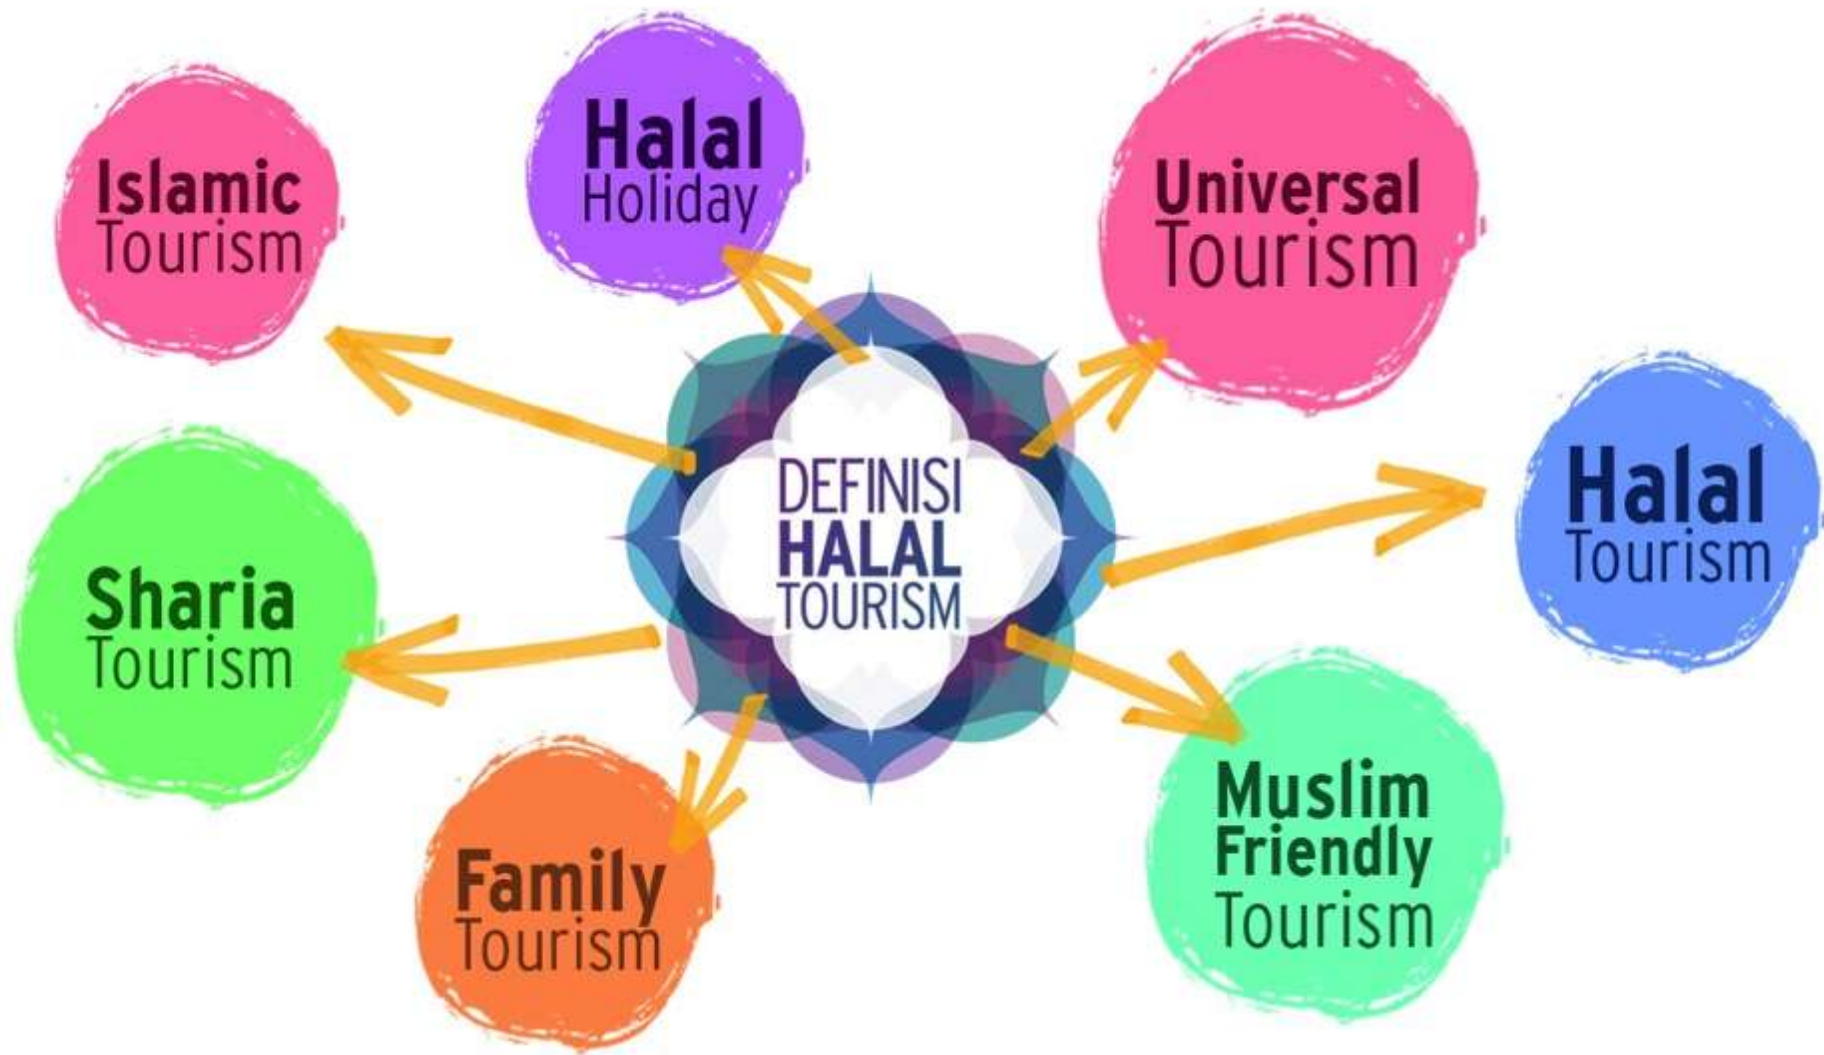 Islamic
Tourism
Halal
Holiday
Universal
Tourism
Halal
Tourism
DEFINISI
HALAL
TOURISM
Sharia
Tourism
Family
Tourism
Muslim
Friendly
Tourism